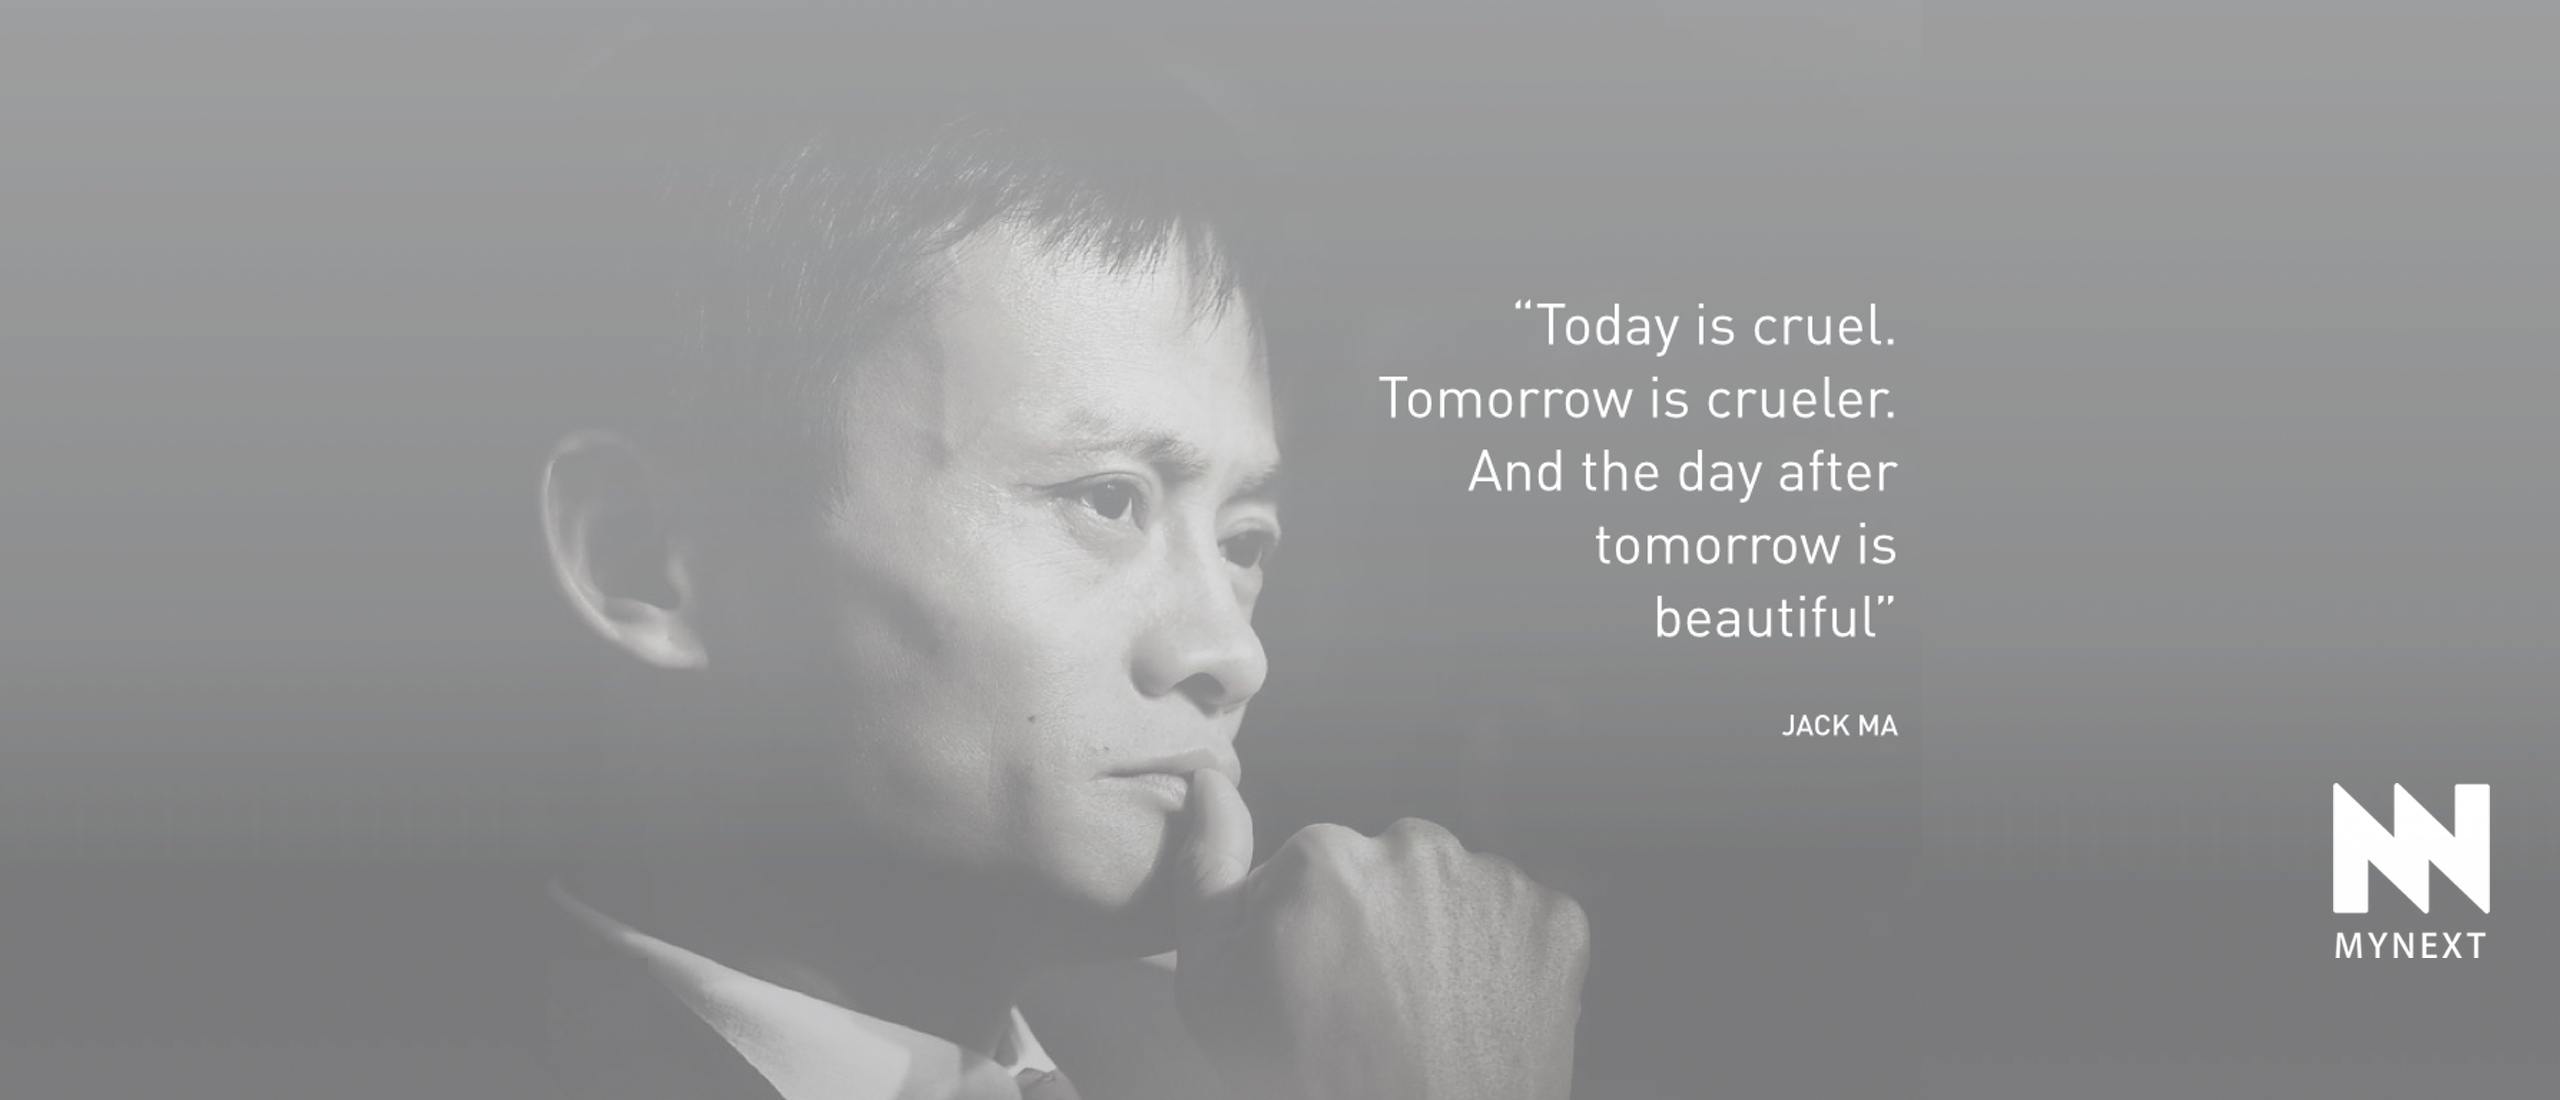 “Today is cruel.
Tomorrow is crueler.
And the day after
tomorrow is
beautiful”
JACK MA
MYNEXT